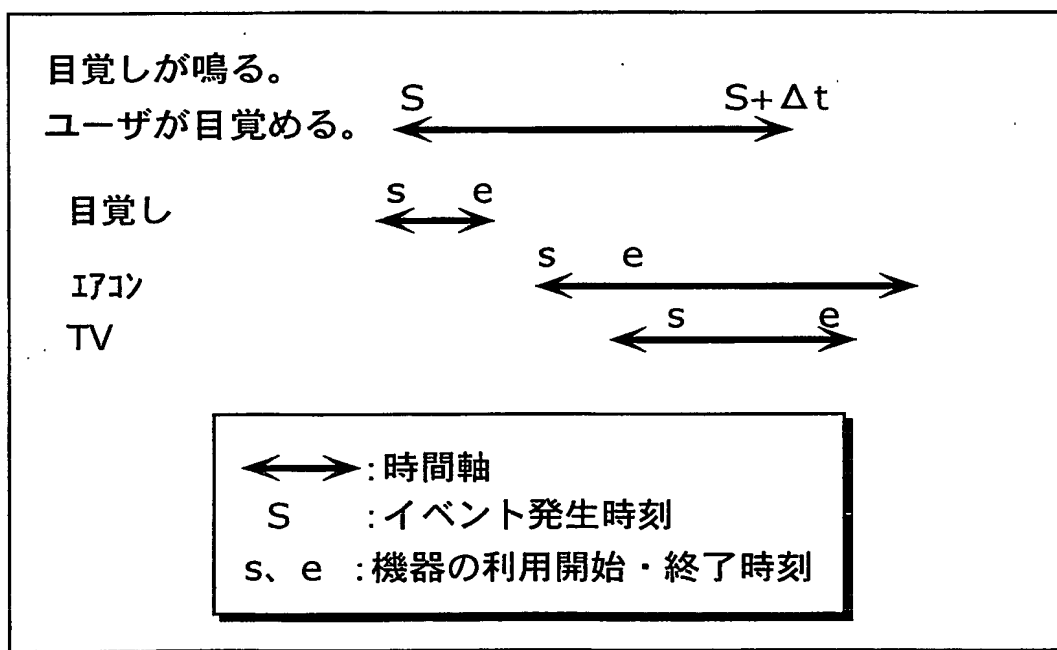 目覚しが鳴る。
ユーザが目覚める。
S S+Δt
目覚し
s e
エアコン
s e
TV
s e
:時間軸
S :イベント発生時刻
s、e :機器の利用開始・終了時刻